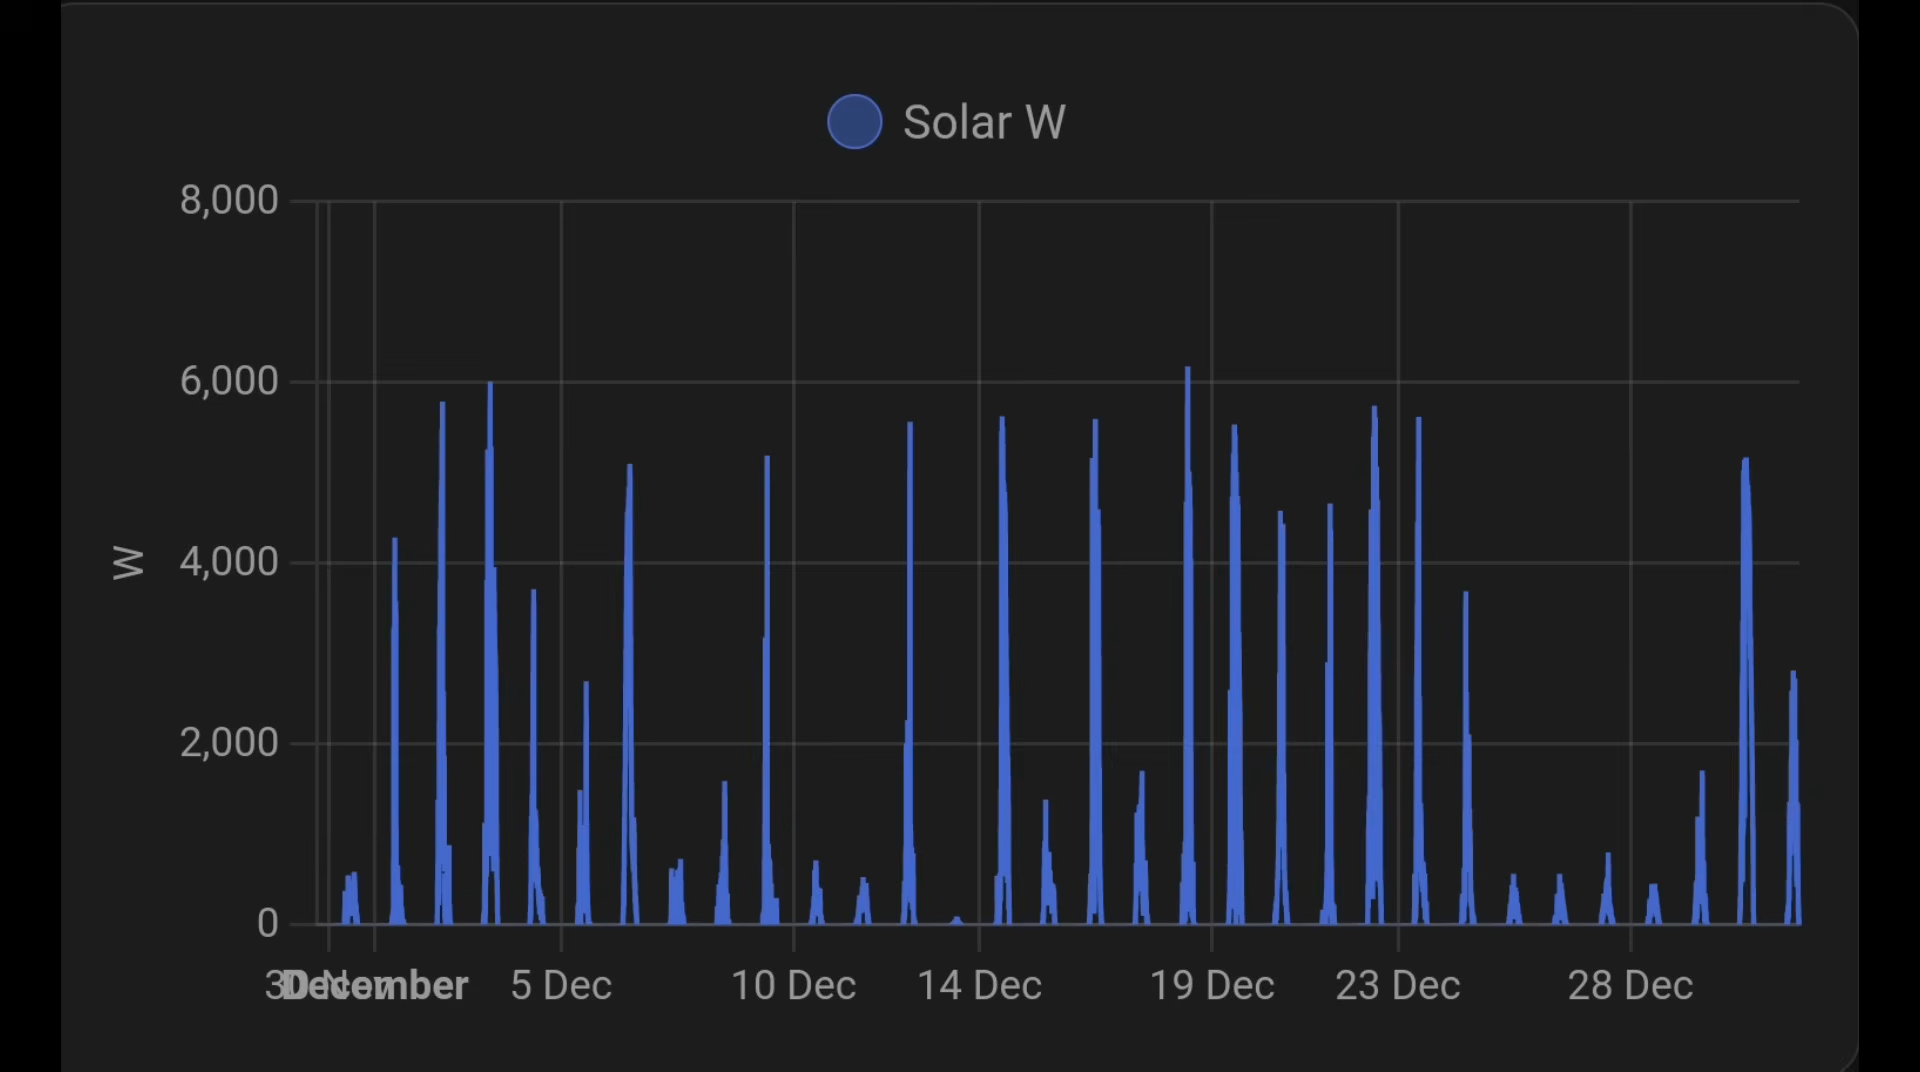 Solar W
8,000
6,000
4,000
2,000
0
W
December
5 Dec
10 Dec
14 Dec
19 Dec
23 Dec
28 Dec